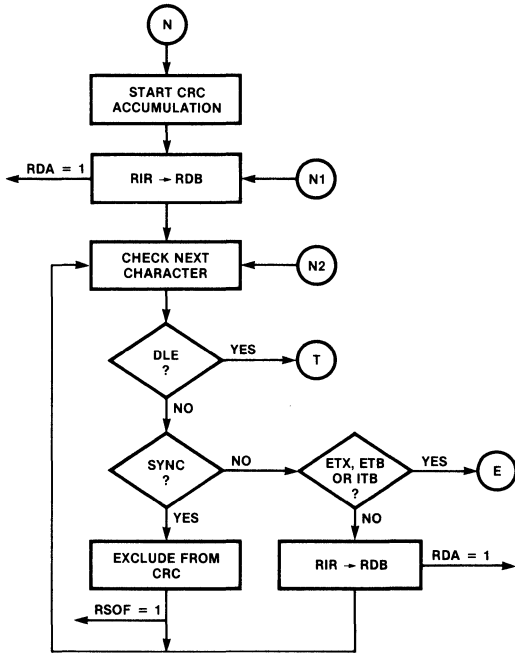 N
START CRC
ACCUMULATION
RDA = 1
RIR → RDB
N1
CHECK NEXT
CHARACTER
N2
DLE
?
YES
T
NO
SYNC
?
NO
ETX, ETB
OR ITB
?
YES
E
YES
NO
EXCLUDE FROM
CRC
RIR → RDB
RDA = 1
RSOF = 1